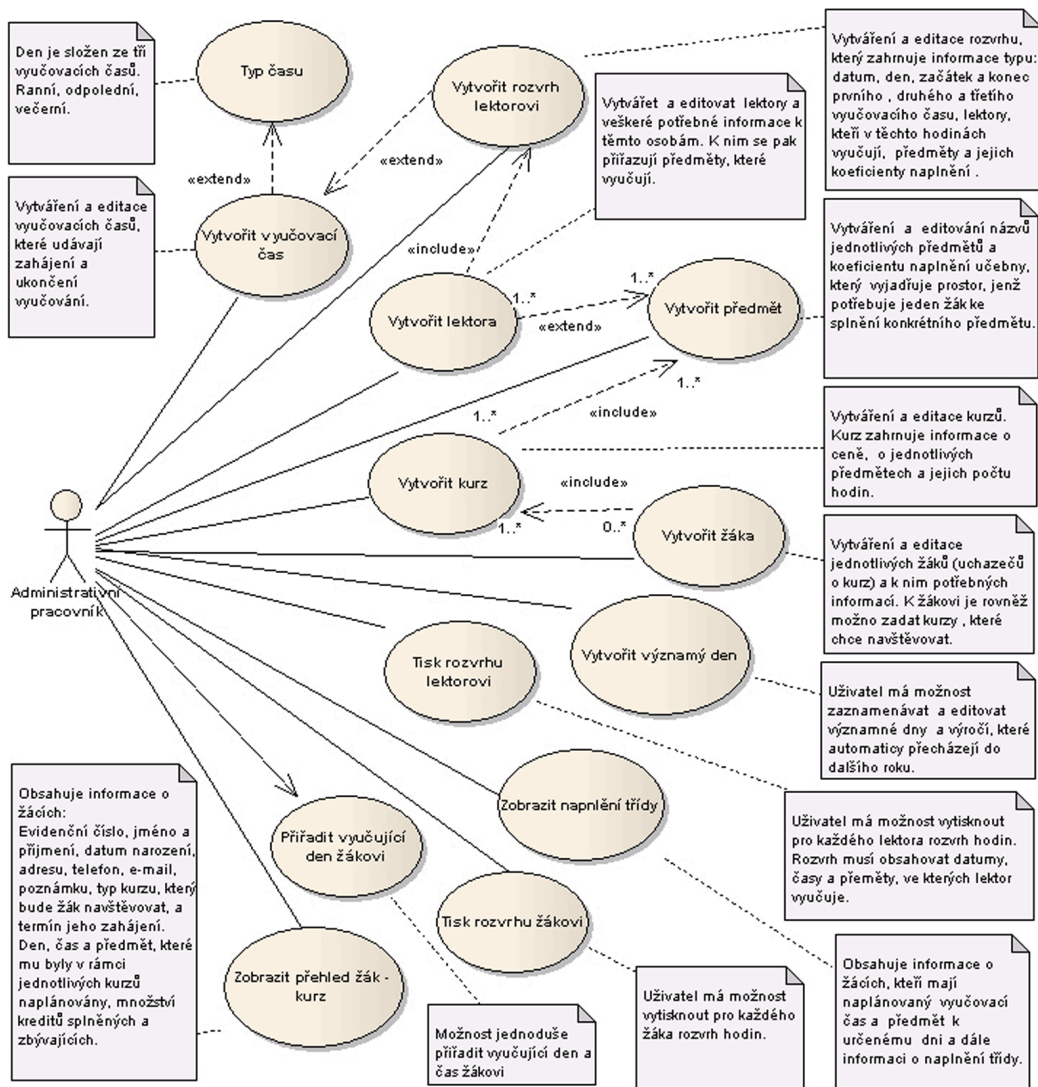 Den je složen ze tří
vyučovacích časů.
Ranní, odpolední,
večerní.
Typ času
Vytvořit rozvrh
lektorovi
Vytváření a editace rozvrhu,
který zahrnuje informace typu:
datum, den, začátek a konec
prvního , druhého a třetího
vyučovacího času, lektory,
kteří v těchto hodinách
vyučují, předměty a jejich
koeficienty naplnění .
Vytvářet a editovat lektory a
veškeré potřebné informace k
těmto osobám. K nim se pak
přiřazují předměty, které
vyučují.
«extend»
«extend»
Vytváření a editace
vyučovacích časů,
které udávají
zahájení a
ukončení
vyučování.
Vytvořit vyučovací
čas
«include»
Vytváření a editování názvů
jednotlivých předmětů a
koeficientu naplnění učebny,
který vyjadřuje prostor, jenž
potřebuje jeden žák ke
splnění konkrétního předmětu.
1..*
1..*
Vytvořit lektora
«extend»
Vytvořit předmět
1..*
1..*
«include»
Vytváření a editace kurzů.
Kurz zahrnuje informace o
ceně, o jednotlivých
předmětech a jejich počtu
hodin.
Vytvořit kurz
«include»
1..*
0..*
Vytvořit žáka
Vytváření a editace
jednotlivých žáků (uchazečů
o kurz) a k nim potřebných
informací. K žákovi je rovněž
možno zadat kurzy , které
chce navštěvovat.
Administrativní
pracovník
Vytvořit významý den
Tisk rozvrhu
lektorovi
Uživatel má možnost
zaznamenávat a editovat
významné dny a výročí, které
automaticy přecházejí do
dalšího roku.
Obsahuje informace o
žácích:
Evidenční číslo, jméno a
příjmení, datum narození,
adresu, telefon, e-mail,
poznámku, typ kurzu, který
bude žák navštěvovat, a
termín jeho zahájení.
Den, čas a předmět, které
mu byly v rámci
jednotlivých kurzů
naplánovány, množství
kreditů splněných a
zbývajících.
Zobrazit napnlění třídy
Přiřadit vyučující
den žákovi
Uživatel má možnost vytisknout
pro každého lektora rozvrh hodin.
Rozvrh musí obsahovat datumy,
časy a přeměty, ve kterých lektor
vyučuje.
Tisk rozvrhu žákovi
Zobrazit přehled žák -
kurz
Možnost jednoduše
přiřadit vyučující den a
čas žákovi
Uživatel má možnost
vytisknout pro každého
žáka rozvrh hodin.
Obsahuje informace o
žácích, kteří mají
naplánovaný vyučovací
čas a předmět k
určenému dni a dále
informaci o naplnění třídy.